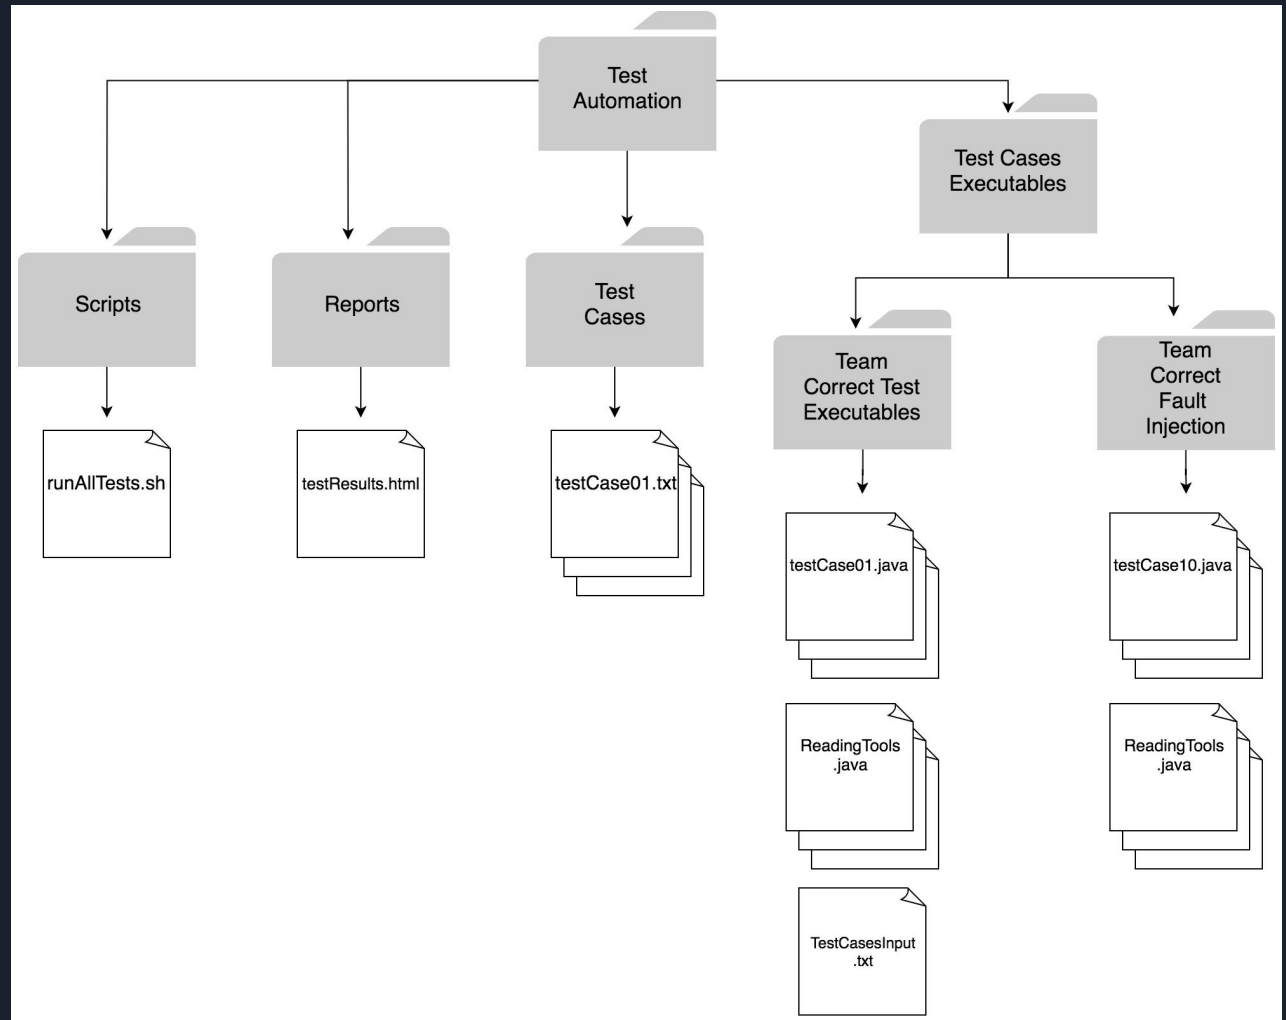 Test
Automation
Test Cases
Executables
Scripts
Reports
Test
Cases
Team
Correct Test
Executables
Team
Correct
Fault
Injection
runAllTests.sh
testResults.html
testCase01.txt
testCase01.java
testCase10.java
ReadingTools
.java
ReadingTools
.java
TestCasesInput
.txt